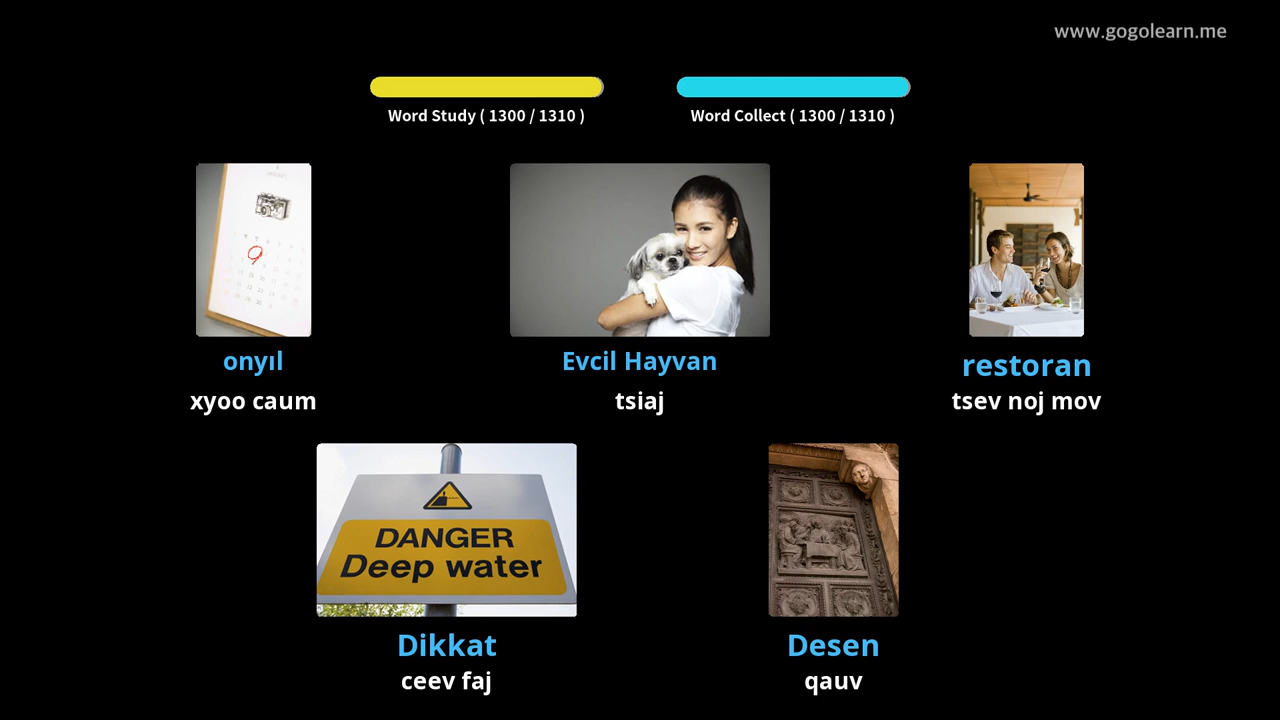 www.gogolearn.me
Word Study ( 1300 / 1310 )
Word Collect ( 1300 / 1310 )
onyıl
Evcil Hayvan
restoran
xyoo caum
tsiaj
tsev noj mov
DANGER
Deep water
Dikkat
Desen
ceev faj
qauv